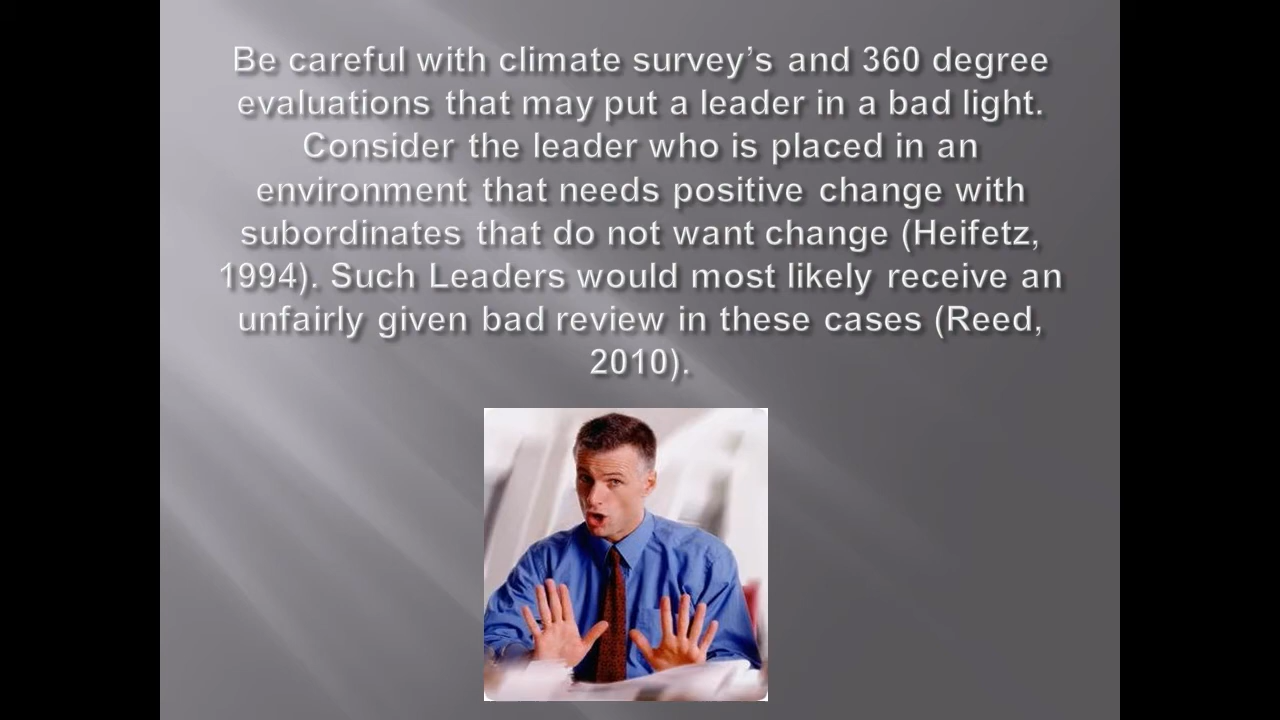 Be careful with climate survey’s and 360 degree
evaluations that may put a leader in a bad light.
Consider the leader who is placed in an
environment that needs positive change with
subordinates that do not want change (Heifetz,
1994). Such Leaders would most likely receive an
unfairly given bad review in these cases (Reed,
2010).